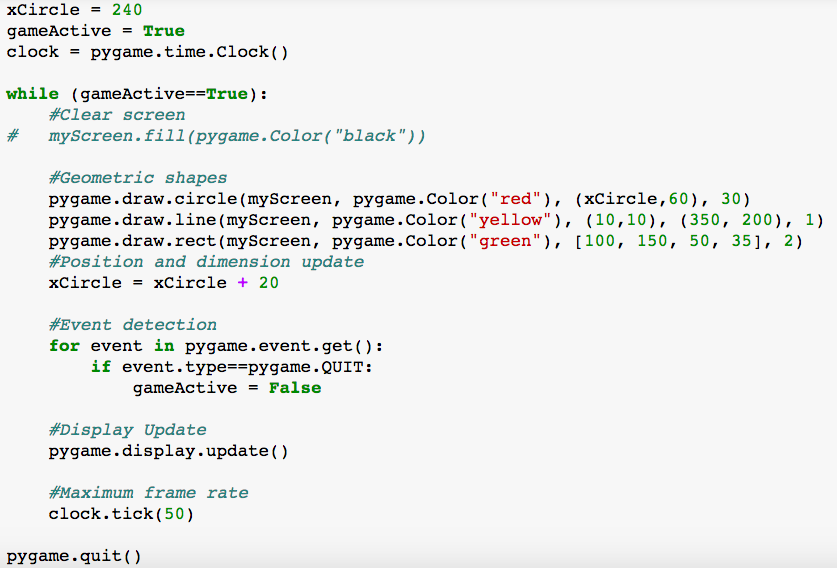 xCircle = 240
gameActive = True
clock = pygame.time.Clock()
while (gameActive==True):
    #Clear screen
#   myScreen.fill(pygame.Color("black"))
    #Geometric shapes
    pygame.draw.circle(myScreen, pygame.Color("red"), (xCircle,60), 30)
    pygame.draw.line(myScreen, pygame.Color("yellow"), (10,10), (350, 200), 1)
    pygame.draw.rect(myScreen, pygame.Color("green"), [100, 150, 50, 35], 2)
    #Position and dimension update
    xCircle = xCircle + 20
    #Event detection
    for event in pygame.event.get():
        if event.type==pygame.QUIT:
            gameActive = False
    #Display Update
    pygame.display.update()
    #Maximum frame rate
    clock.tick(50)
pygame.quit()